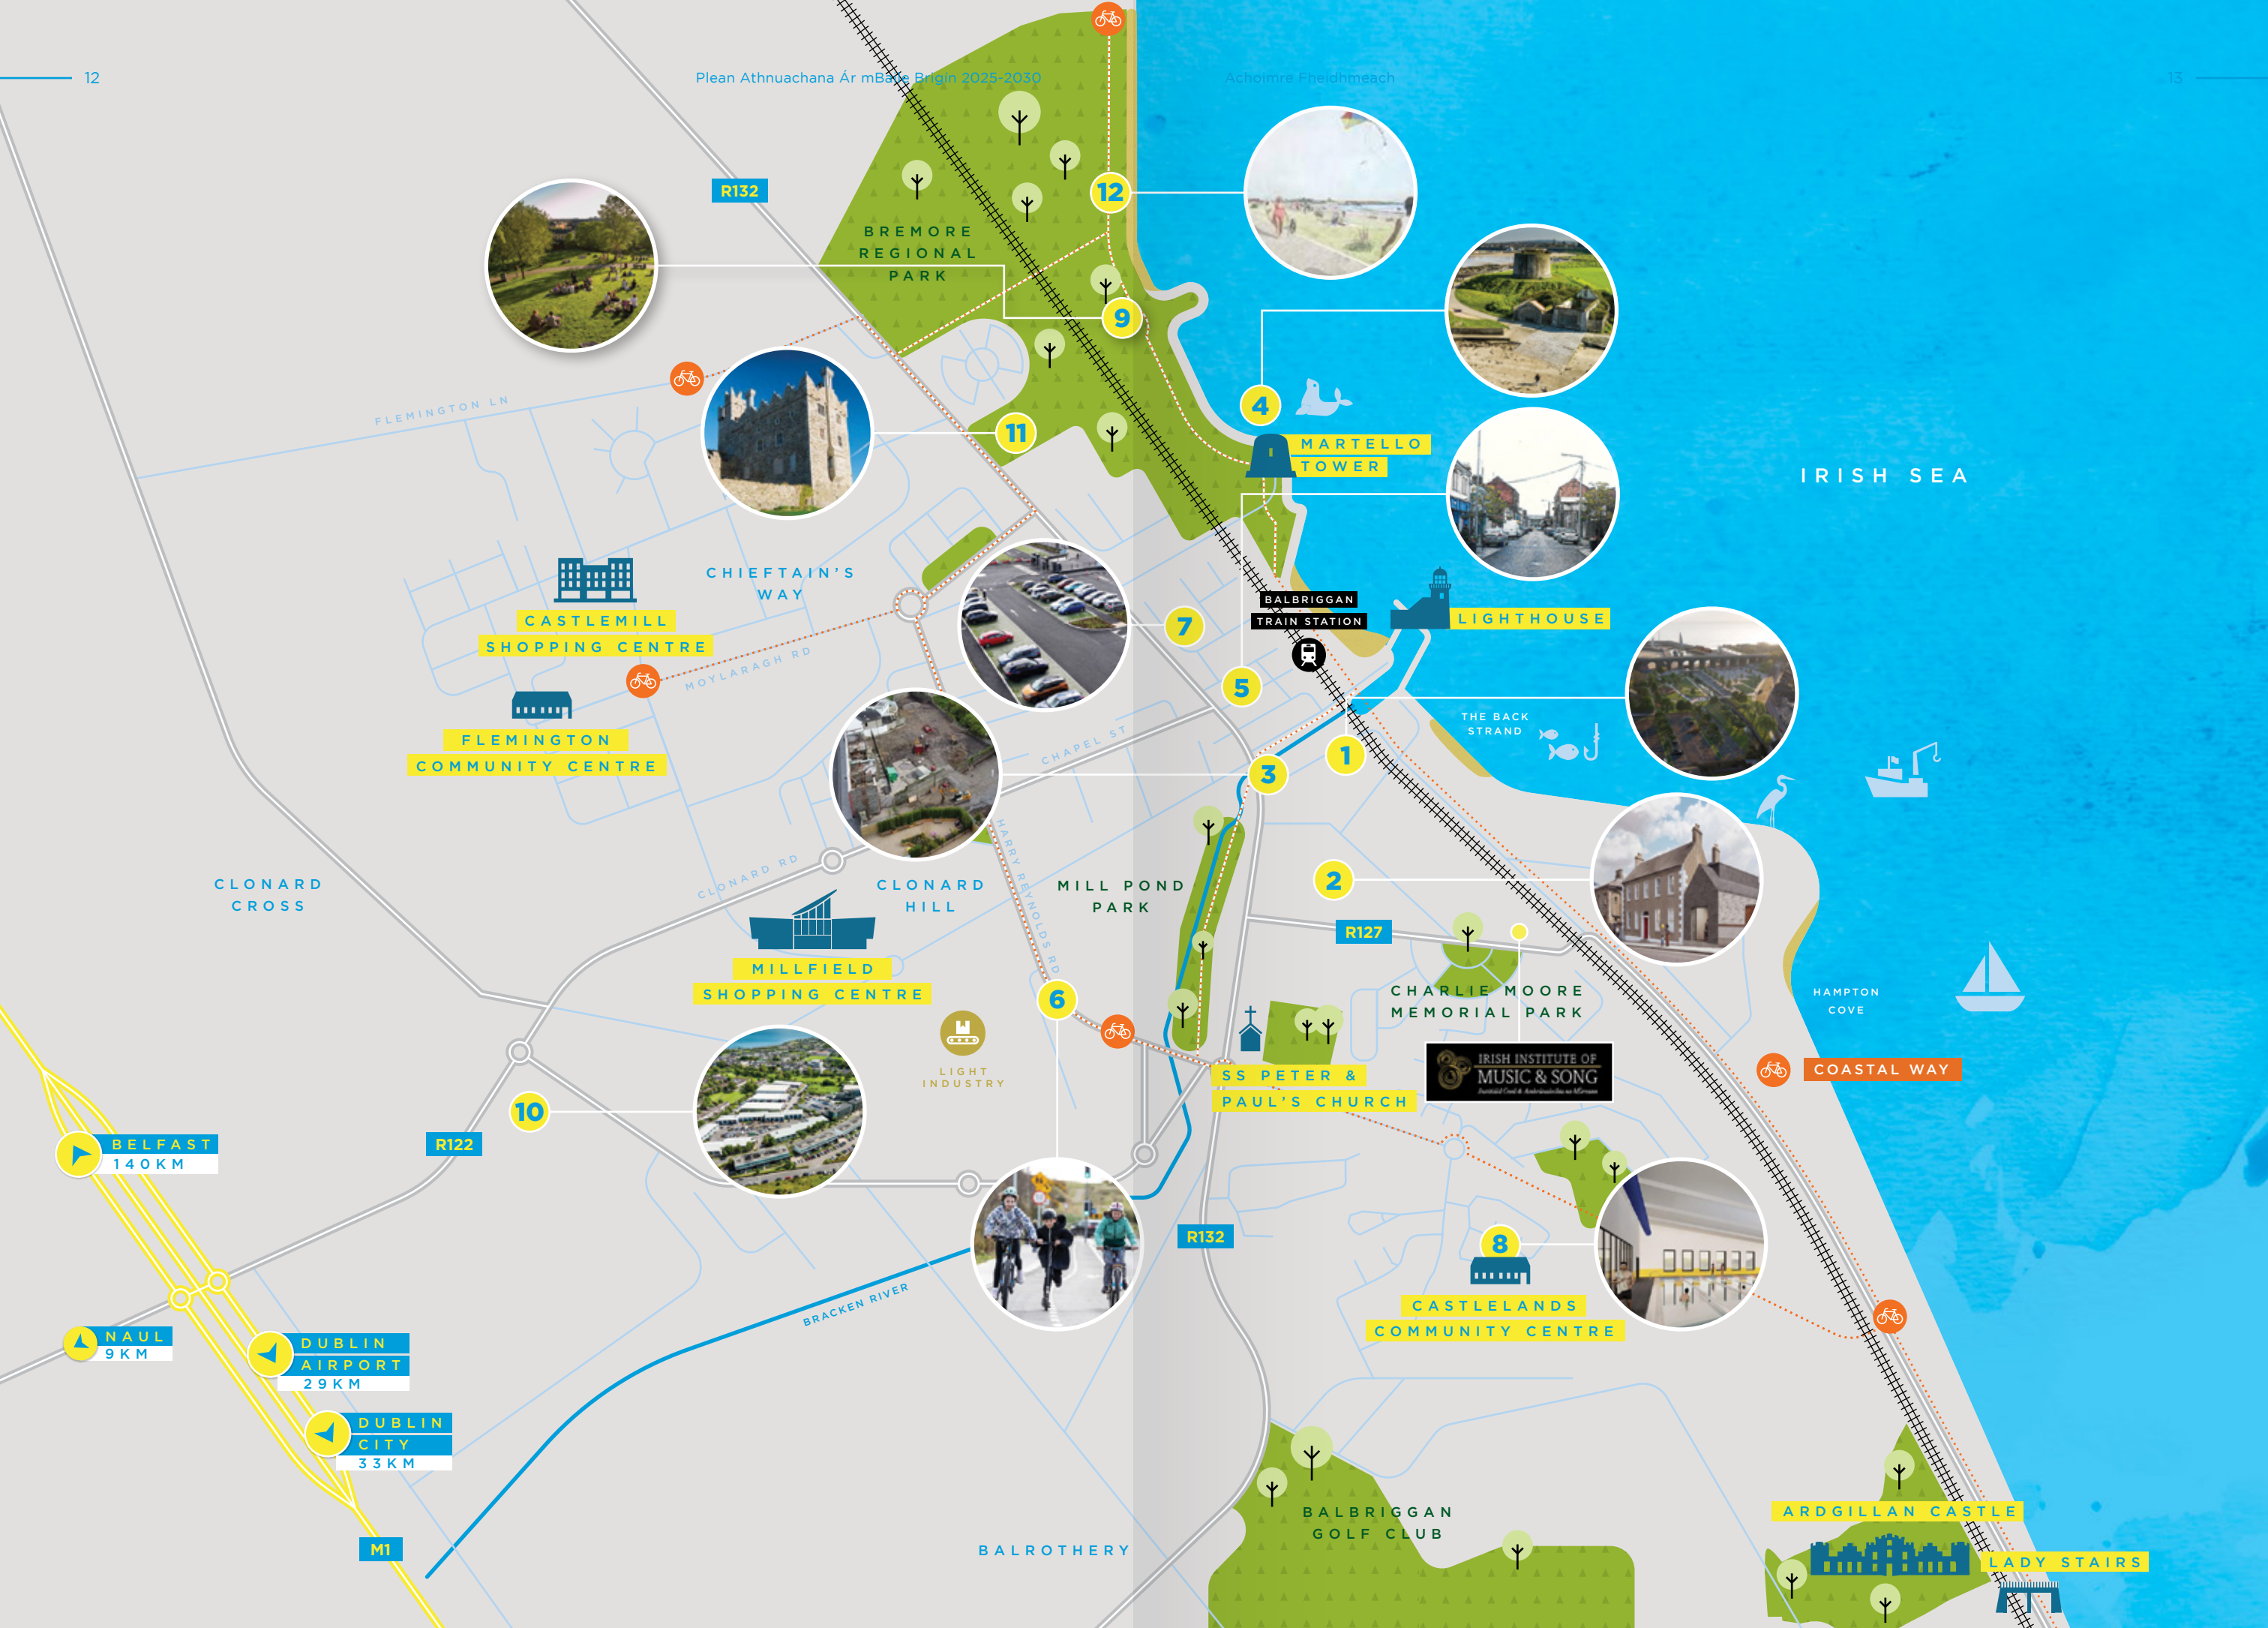 12
Plean Athnuachana Ár mBaile Brigín 2025-2030
Achoimre Fheidhmeach
13
R132
12
BREMORE
REGIONAL
PARK
9
4
MARTELLO
TOWER
IRISH SEA
FLEMINGTON LN
11
CHIEFTAIN'S
WAY
CASTLEMILL
SHOPPING CENTRE
MOYLARAGH RD
FLEMINGTON
COMMUNITY CENTRE
7
BALBRIGGAN
TRAIN STATION
LIGHTHOUSE
5
THE BACK
STRAND
1
CHAPEL ST
3
HARRY REYNOLDS RD
CLONARD RD
CLONARD
CROSS
CLONARD
HILL
MILL POND
PARK
2
R127
MILLFIELD
SHOPPING CENTRE
6
CHARLIE MOORE
MEMORIAL PARK
HAMPTON
COVE
LIGHT
INDUSTRY
IRISH INSTITUTE OF
MUSIC & SONG
SS PETER &
PAUL'S CHURCH
COASTAL WAY
10
R122
BELFAST
140KM
R132
8
CASTLELANDS
COMMUNITY CENTRE
BRACKEN RIVER
NAUL
9KM
DUBLIN
AIRPORT
29KM
DUBLIN
CITY
33KM
M1
BALROTHERY
BALBRIGGAN
GOLF CLUB
ARDGILLAN CASTLE
LADY STAIRS